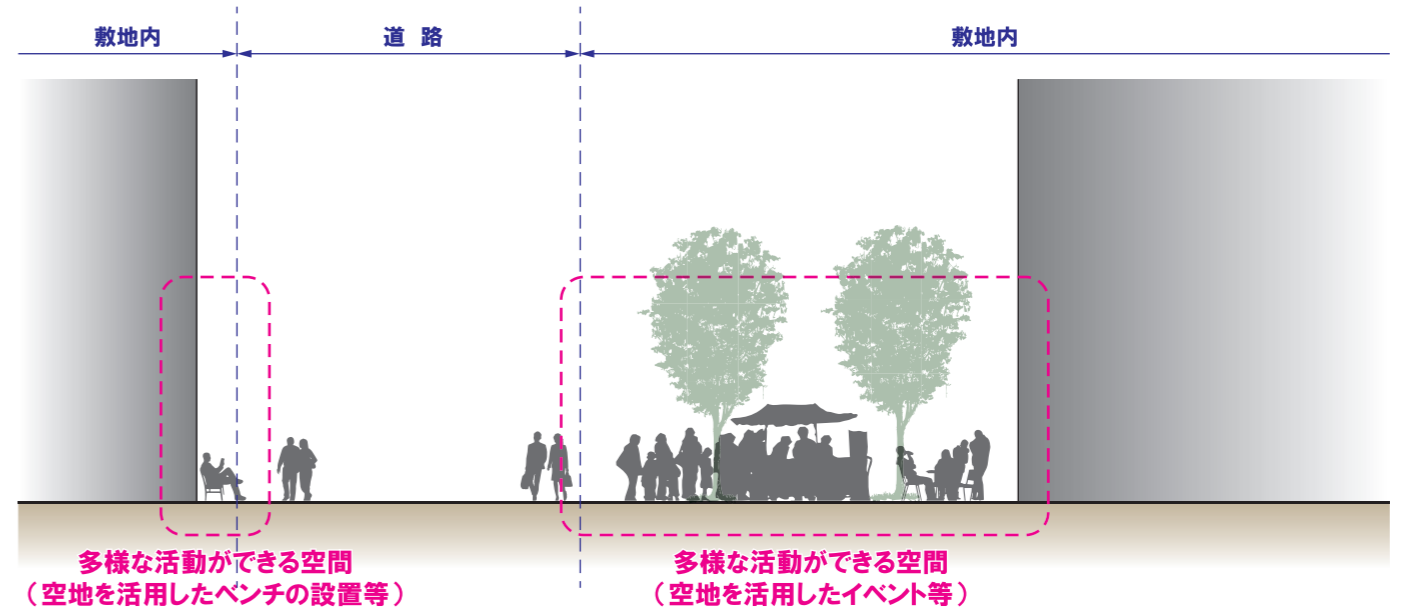 敷地内
道 路
敷地内
多様な活動ができる空間
（空地を活用したベンチの設置等）
多様な活動ができる空間
（空地を活用したイベント等）